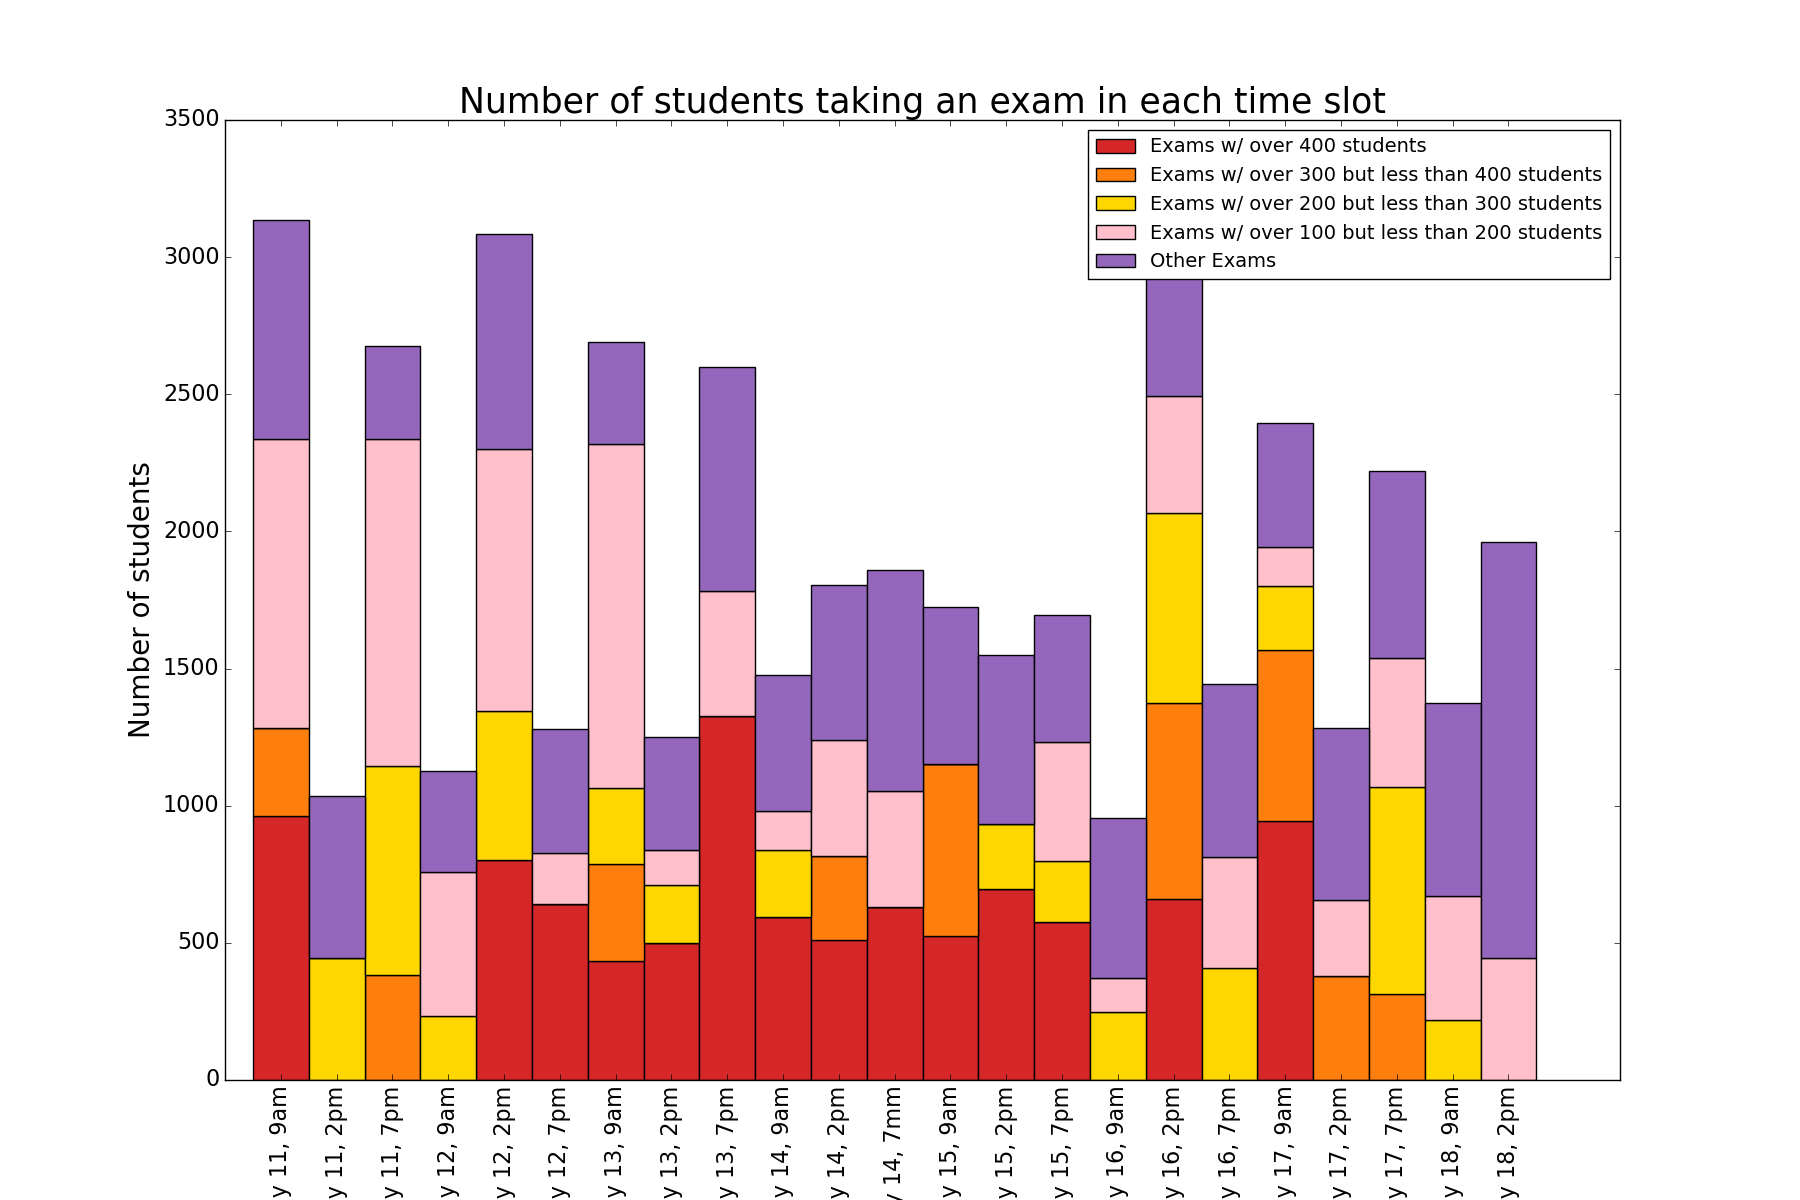 Number of students taking an exam in each time slot
Exams w/ over 400 students
Exams w/ over 300 but less than 400 students
Exams w/ over 200 but less than 300 students
Exams w/ over 100 but less than 200 students
Other Exams
Number of students
3500
3000
2500
2000
1500
1000
500
0
y 11, 9am
y 11, 2pm
y 11, 7pm
y 12, 9am
y 12, 2pm
y 12, 7pm
y 13, 9am
y 13, 2pm
y 13, 7pm
y 14, 9am
y 14, 2pm
y 14, 7mm
y 15, 9am
y 15, 2pm
y 15, 7pm
y 16, 9am
y 16, 2pm
y 16, 7pm
y 17, 9am
y 17, 2pm
y 17, 7pm
y 18, 9am
y 18, 2pm